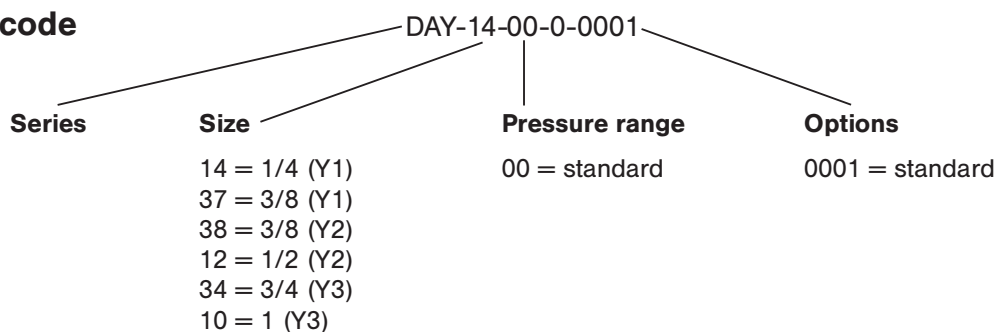 code
DAY-14-00-0-0001
Series
Size
Pressure range
Options
14 = 1/4 (Y1)
00 = standard
0001 = standard
37 = 3/8 (Y1)
38 = 3/8 (Y2)
12 = 1/2 (Y2)
34 = 3/4 (Y3)
10 = 1 (Y3)